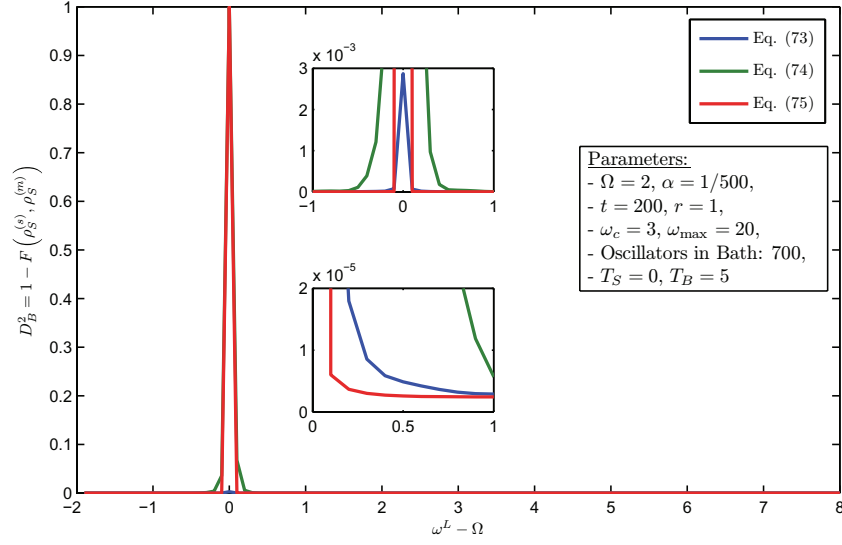 1
0.9
0.8
0.7
0.6
0.5
0.4
0.3
0.2
0.1
0
−2
−1
0
1
2
3
4
5
6
7
8
ω^L − Ω
D_B^2 = 1 − F(ρ_S^{(s)}, ρ_S^{(m)})
x 10^{−3}
3
2
1
0
−1
0
1
x 10^{−5}
2
1
0
0
0.5
1
Eq. (73)
Eq. (74)
Eq. (75)
Parameters:
- Ω = 2, α = 1/500,
- t = 200, r = 1,
- ω_c = 3, ω_max = 20,
- Oscillators in Bath: 700,
- T_S = 0, T_B = 5